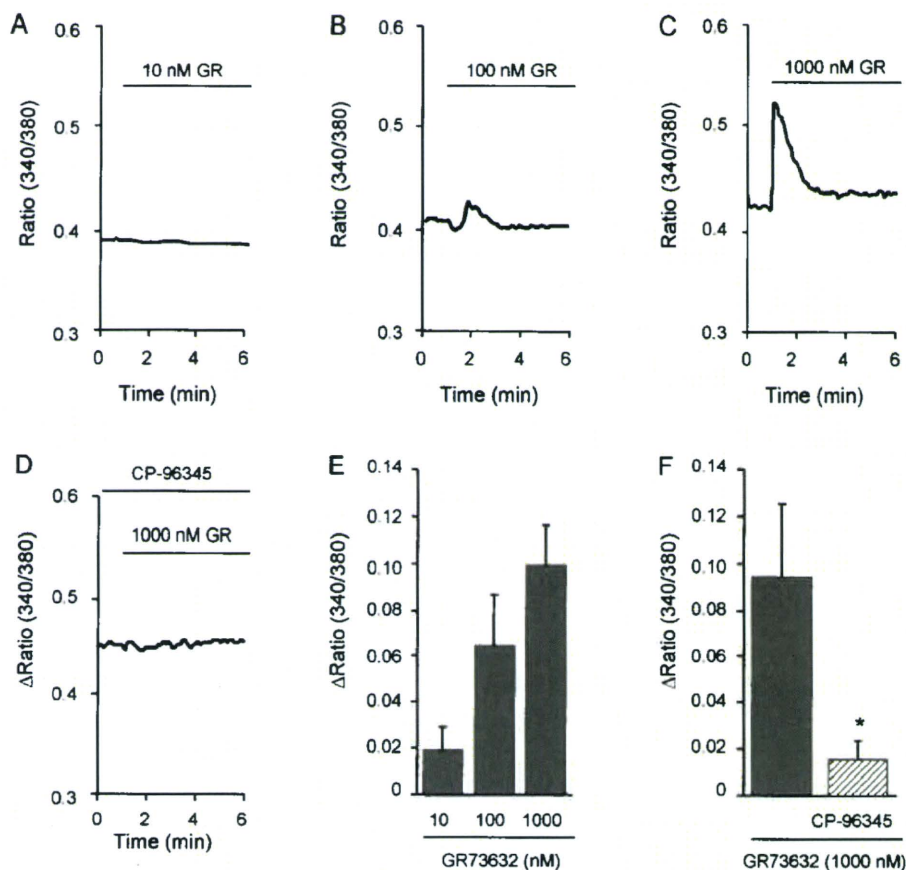 A
0.6
10 nM GR
0.5
0.4
0.3
Ratio (340/380)
0 2 4 6
Time (min)
B
0.6
100 nM GR
0.5
0.4
0.3
Ratio (340/380)
0 2 4 6
Time (min)
C
0.6
1000 nM GR
0.5
0.4
0.3
Ratio (340/380)
0 2 4 6
Time (min)
D
CP-96345
0.6
1000 nM GR
0.5
0.4
0.3
ΔRatio (340/380)
0 2 4 6
Time (min)
E
0.14
0.12
0.10
0.08
0.06
0.04
0.02
0
ΔRatio (340/380)
10 100 1000
GR73632 (nM)
F
0.14
0.12
0.10
0.08
0.06
0.04
0.02
0
ΔRatio (340/380)
*
CP-96345
GR73632 (1000 nM)